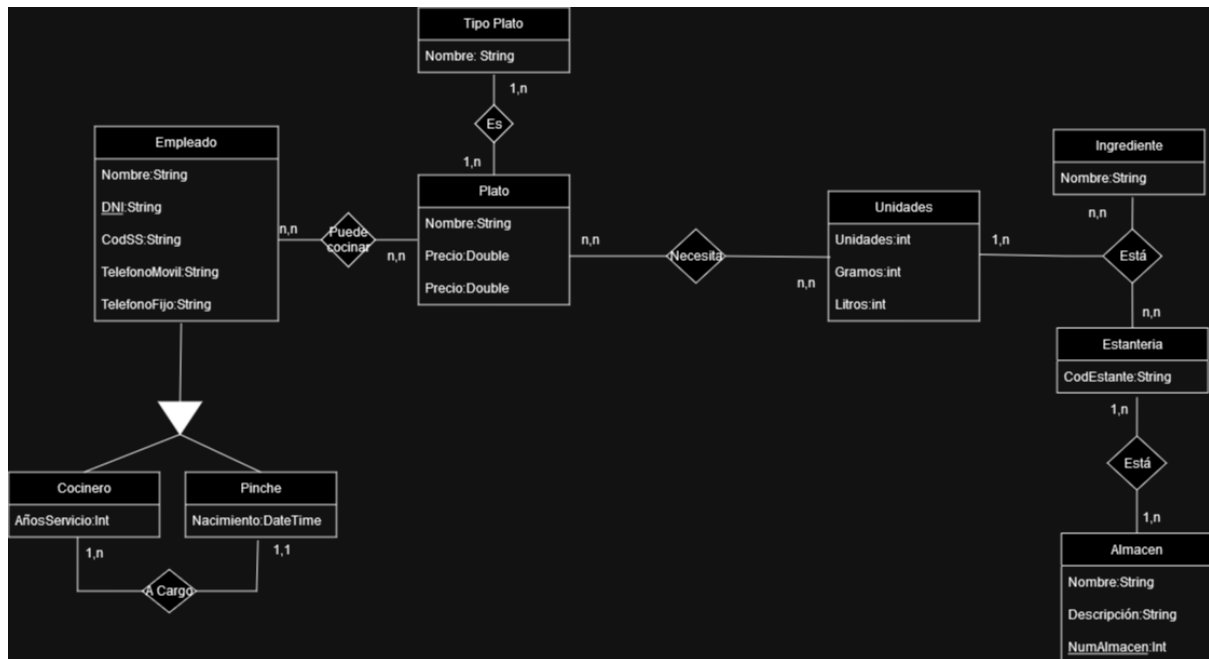 Tipo Plato
Nombre: String
1,n
Es
1,n
Empleado
Nombre:String
DNI:String
CodSS:String
TelefonoMovil:String
TelefonoFijo:String
n,n
Puede
cocinar
n,n
Plato
Nombre:String
Precio:Double
Precio:Double
n,n
Necesita
n,n
Unidades
Unidades:int
Gramos:int
Litros:int
1,n
Ingrediente
Nombre:String
n,n
Está
n,n
Estanteria
CodEstante:String
1,n
Está
1,n
Almacen
Nombre:String
Descripción:String
NumAlmacen:Int
Cocinero
AñosServicio:Int
1,n
Pinche
Nacimiento:DateTime
1,1
A Cargo